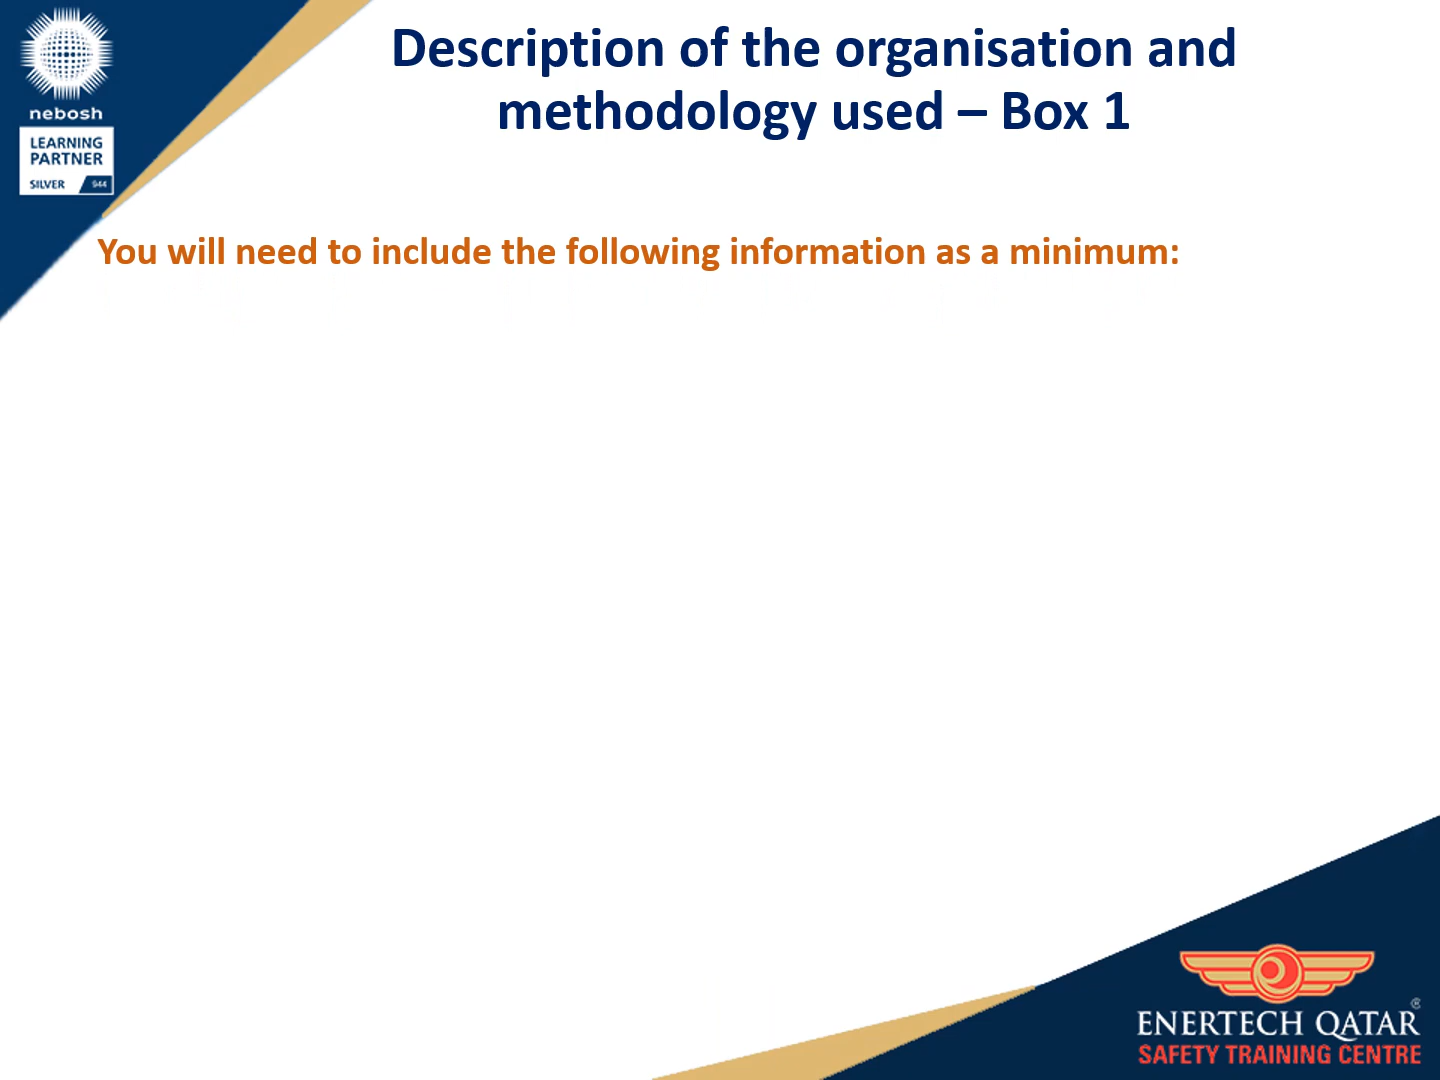 nebosh
LEARNING
PARTNER
SILVER 944
Description of the organisation and
methodology used – Box 1
You will need to include the following information as a minimum:
ENERTECH QATAR®
SAFETY TRAINING CENTRE